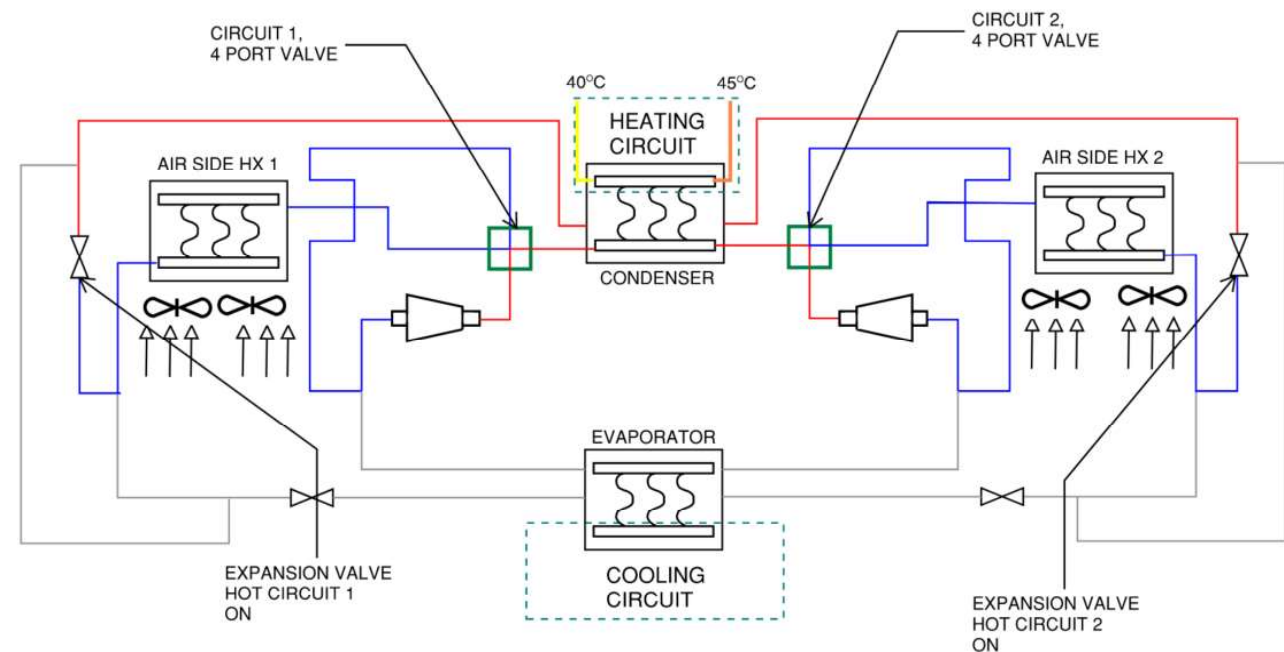 CIRCUIT 1,
4 PORT VALVE
CIRCUIT 2,
4 PORT VALVE
40°C
45°C
HEATING
CIRCUIT
AIR SIDE HX 1
AIR SIDE HX 2
CONDENSER
EVAPORATOR
COOLING
CIRCUIT
EXPANSION VALVE
HOT CIRCUIT 1
ON
EXPANSION VALVE
HOT CIRCUIT 2
ON